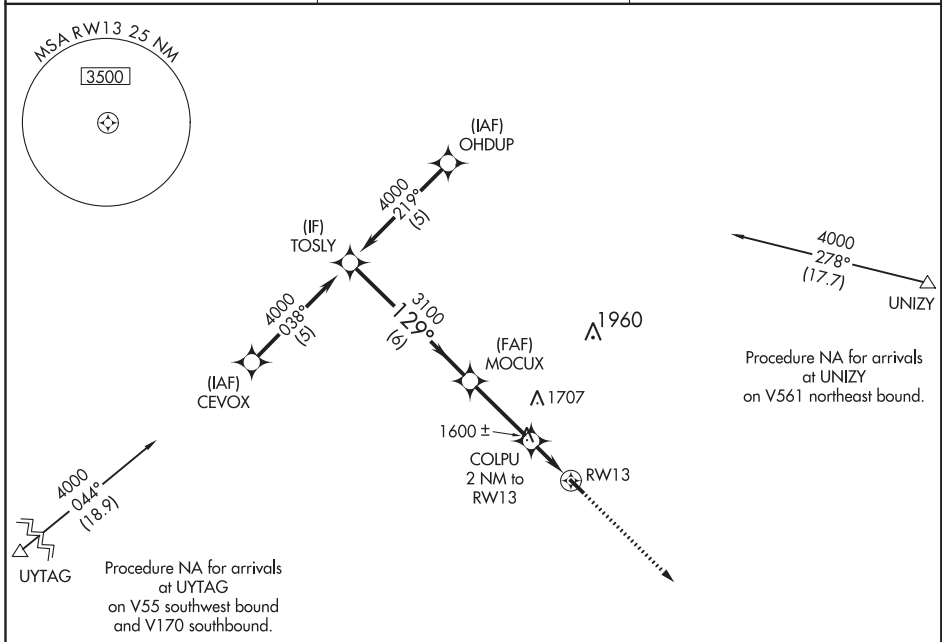 MSA RW13 25 NM
3500
(IAF)
OHDUP
4000
219°
(5)
(IF)
TOSLY
4000
038°
(5)
(IAF)
CEVOX
3100
129°
(6)
(FAF)
MOCUX
1960
1707
1600 ±
COLPU
2 NM to
RW13
RW13
4000
278°
(17.7)
UNIZY
Procedure NA for arrivals
at UNIZY
on V561 northeast bound.
4000
044°
(18.9)
UYTAG
Procedure NA for arrivals
at UYTAG
on V55 southwest bound
and V170 southbound.